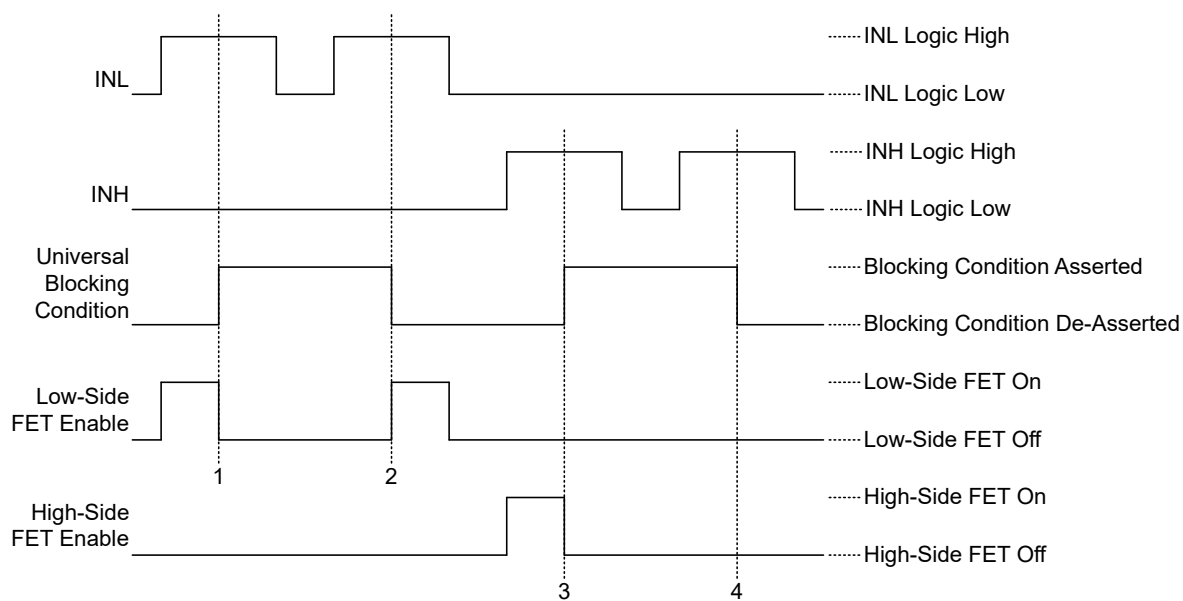 INL
INL Logic High
INL Logic Low
INH
INH Logic High
INH Logic Low
Universal
Blocking
Condition
Blocking Condition Asserted
Blocking Condition De-Asserted
Low-Side
FET Enable
Low-Side FET On
Low-Side FET Off
1
2
High-Side
FET Enable
High-Side FET On
High-Side FET Off
3
4